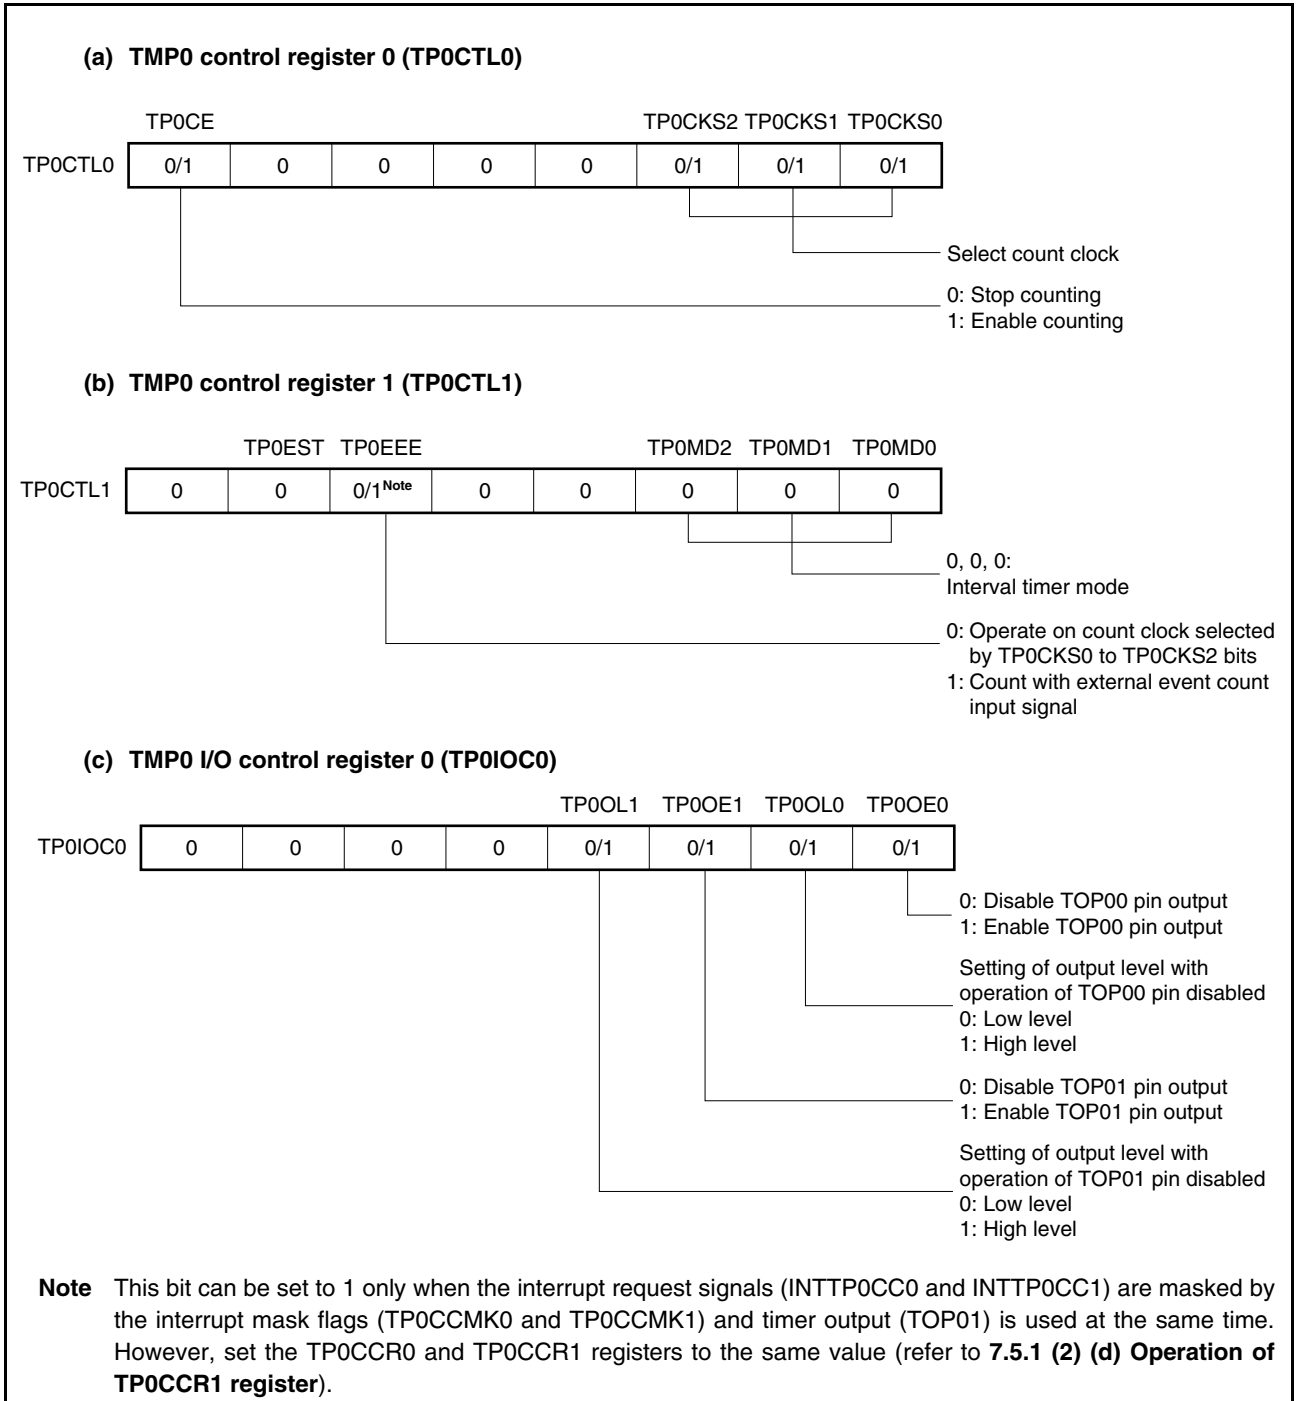 (a) TMP0 control register 0 (TP0CTL0)
TP0CE TP0CKS2 TP0CKS1 TP0CKS0
TP0CTL0 0/1 0 0 0 0 0/1 0/1 0/1
Select count clock
0: Stop counting
1: Enable counting
(b) TMP0 control register 1 (TP0CTL1)
TP0EST TP0EEE TP0MD2 TP0MD1 TP0MD0
TP0CTL1 0 0 0/1Note 0 0 0 0 0
0, 0, 0:
Interval timer mode
0: Operate on count clock selected
by TP0CKS0 to TP0CKS2 bits
1: Count with external event count
input signal
(c) TMP0 I/O control register 0 (TP0IOC0)
TP0OL1 TP0OE1 TP0OL0 TP0OE0
TP0IOC0 0 0 0 0 0/1 0/1 0/1 0/1
0: Disable TOP00 pin output
1: Enable TOP00 pin output
Setting of output level with
operation of TOP00 pin disabled
0: Low level
1: High level
0: Disable TOP01 pin output
1: Enable TOP01 pin output
Setting of output level with
operation of TOP01 pin disabled
0: Low level
1: High level
Note This bit can be set to 1 only when the interrupt request signals (INTTP0CC0 and INTTP0CC1) are masked by
the interrupt mask flags (TP0CCMK0 and TP0CCMK1) and timer output (TOP01) is used at the same time.
However, set the TP0CCR0 and TP0CCR1 registers to the same value (refer to 7.5.1 (2) (d) Operation of
TP0CCR1 register).